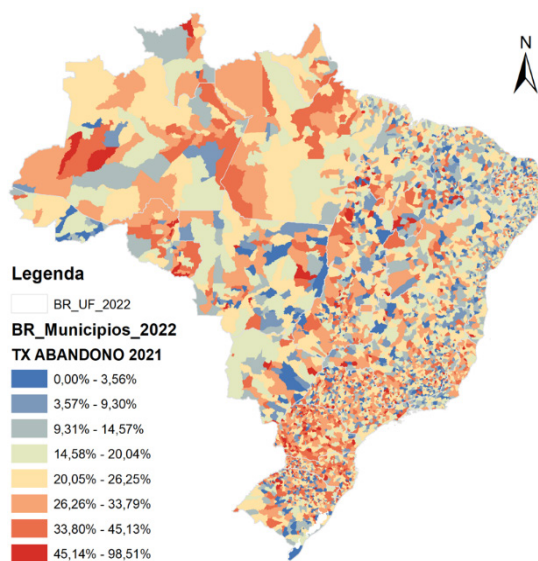 N
Legenda
BR_UF_2022
BR_Municipios_2022
TX ABANDONO 2021
0,00% - 3,56%
3,57% - 9,30%
9,31% - 14,57%
14,58% - 20,04%
20,05% - 26,25%
26,26% - 33,79%
33,80% - 45,13%
45,14% - 98,51%